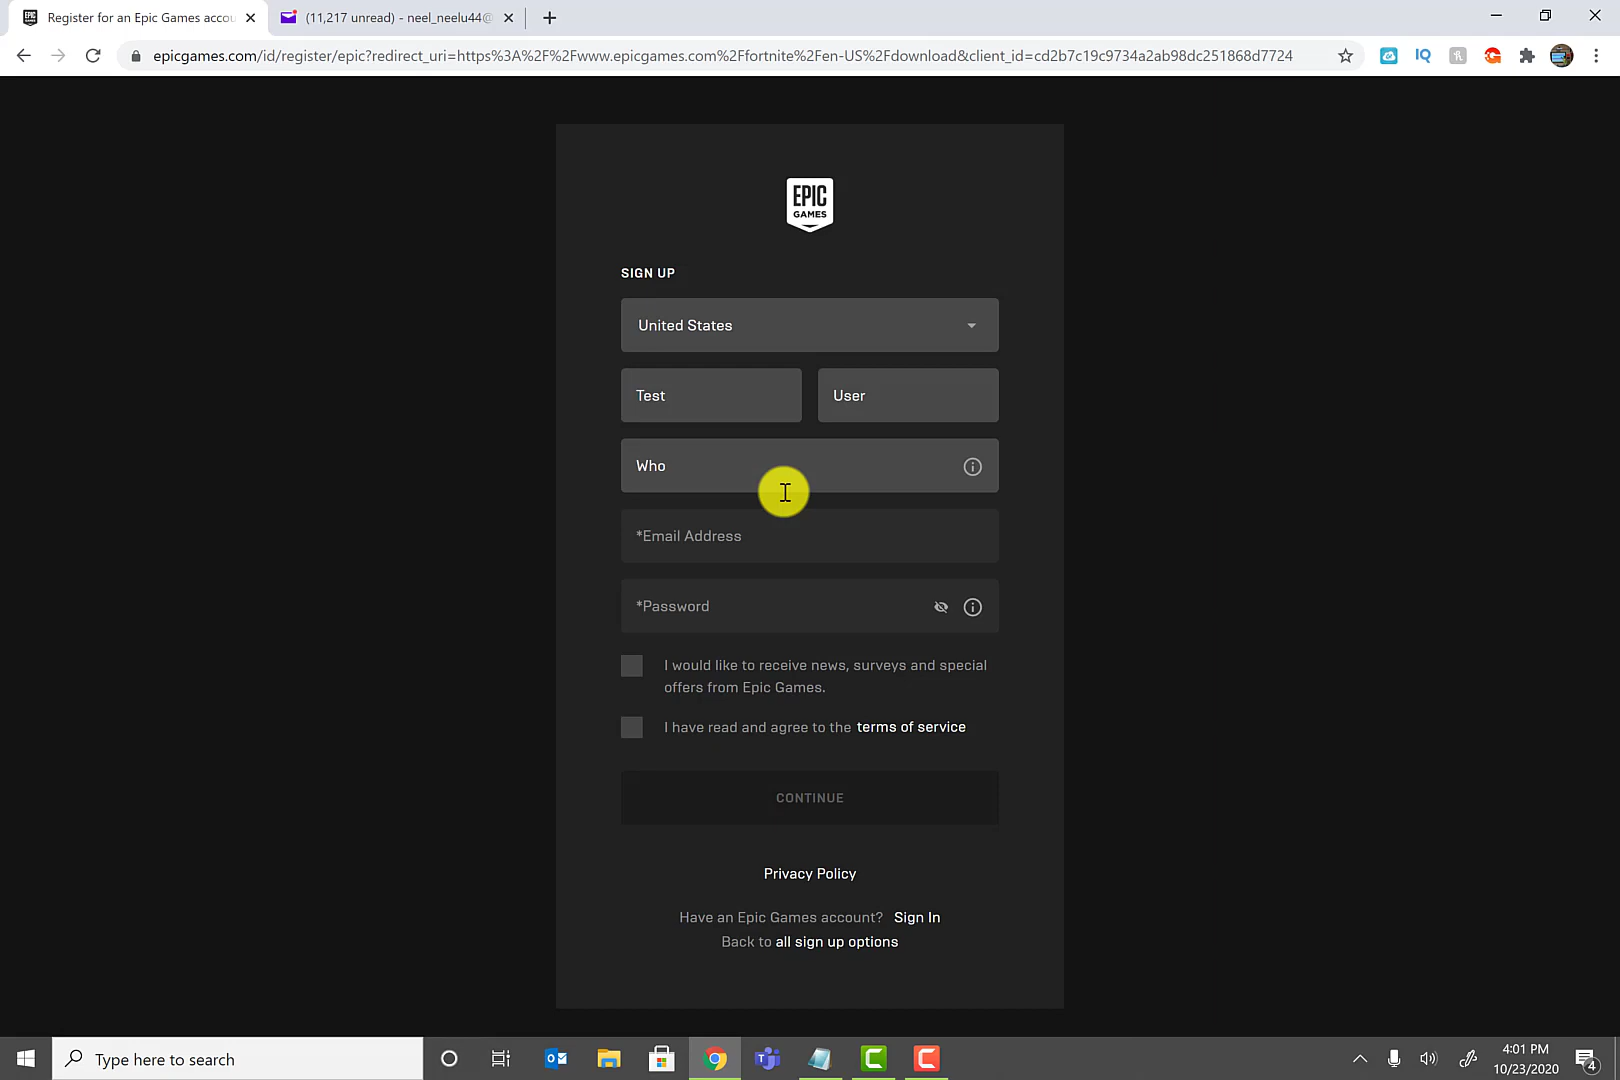 Register for an Epic Games accou
(11,217 unread) - neel_neelu44@
epicgames.com/id/register/epic?redirect_uri=https%3A%2F%2Fwww.epicgames.com%2Ffortnite%2Fen-US%2Fdownload&client_id=cd2b7c19c9734a2ab98dc251868d7724
EPIC
GAMES
SIGN UP
United States
Test User
Who
*Email Address
*Password
I would like to receive news, surveys and special
offers from Epic Games.
I have read and agree to the terms of service
CONTINUE
Privacy Policy
Have an Epic Games account? Sign In
Back to all sign up options
Type here to search
4:01 PM
10/23/2020
4